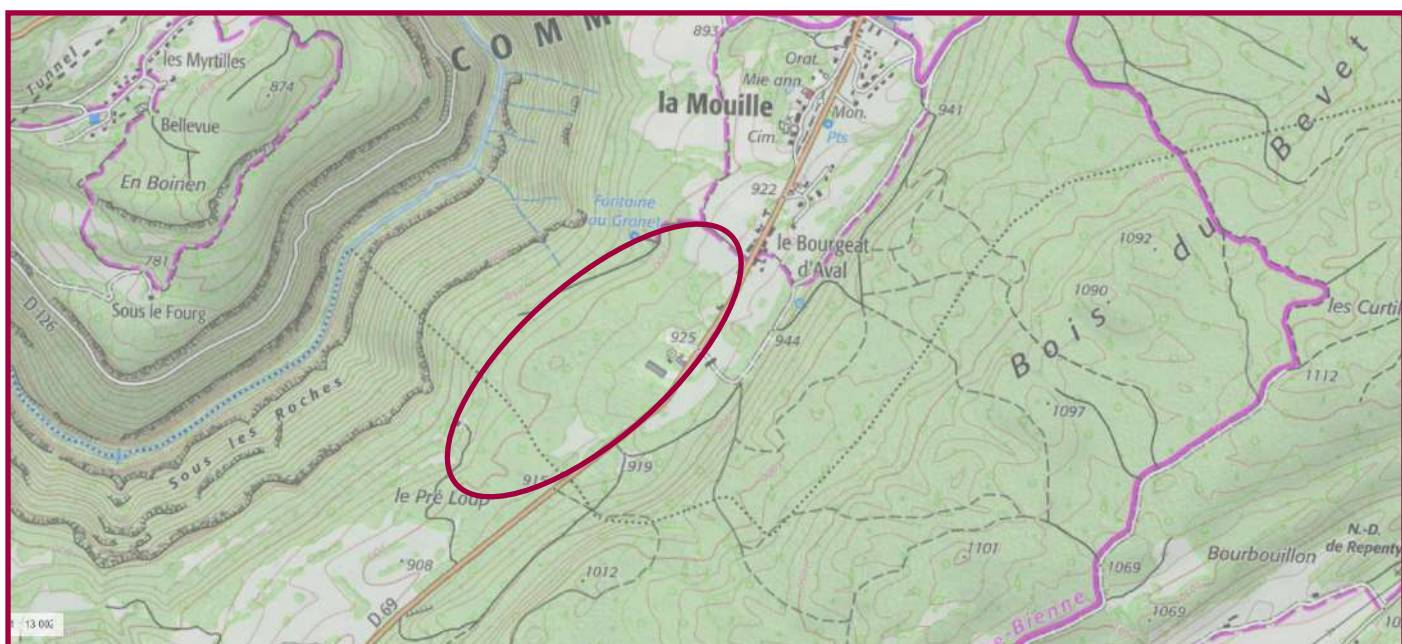 Tunnel
les Myrtilles
874
Bellevue
En Boinen
781
Sous le Fourg
D 126
COMM
893
Orat.
Mie ann.
la Mouille
Mon.
Cim.
Pts
941
922
Fontaine
au Granet
le Bourgeat
d'Aval
925
944
Sous les Roches
le Pré Loup
919
908
D 69
1012
Bois du Bevet
1092
1090
les Curtil
1112
1097
1101
1069
Bourbouillon
N.-D.
de Repenty
1069
e-Bienne
10
13 002